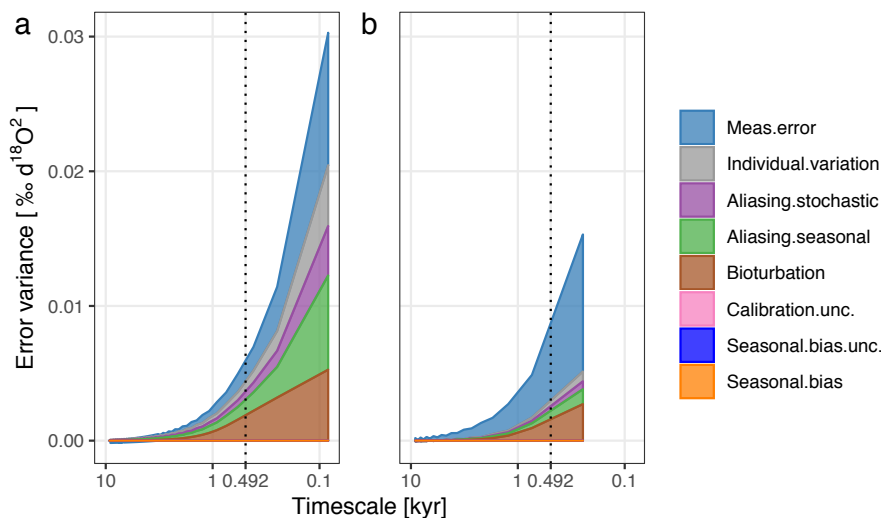 a
b
Error variance [ ‰ d¹⁸O² ]
0.03
0.02
0.01
0.00
10
1
0.492
0.1
10
1
0.492
0.1
Timescale [kyr]
Meas.error
Individual.variation
Aliasing.stochastic
Aliasing.seasonal
Bioturbation
Calibration.unc.
Seasonal.bias.unc.
Seasonal.bias